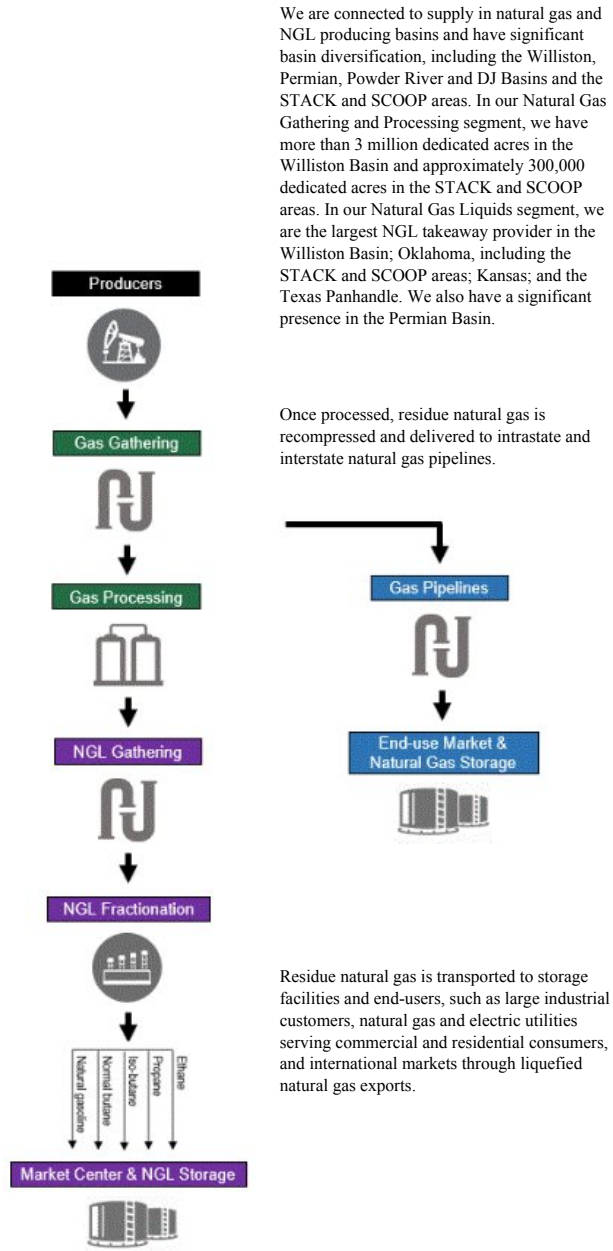 We are connected to supply in natural gas and
NGL producing basins and have significant
basin diversification, including the Williston,
Permian, Powder River and DJ Basins and the
STACK and SCOOP areas. In our Natural Gas
Gathering and Processing segment, we have
more than 3 million dedicated acres in the
Williston Basin and approximately 300,000
dedicated acres in the STACK and SCOOP
areas. In our Natural Gas Liquids segment, we
are the largest NGL takeaway provider in the
Williston Basin; Oklahoma, including the
STACK and SCOOP areas; Kansas; and the
Texas Panhandle. We also have a significant
presence in the Permian Basin.
Producers
Gas Gathering
Once processed, residue natural gas is
recompressed and delivered to intrastate and
interstate natural gas pipelines.
Gas Processing
Gas Pipelines
NGL Gathering
End-use Market &
Natural Gas Storage
NGL Fractionation
Residue natural gas is transported to storage
facilities and end-users, such as large industrial
customers, natural gas and electric utilities
serving commercial and residential consumers,
and international markets through liquefied
natural gas exports.
Natural gasoline
Normal butane
Iso-butane
Propane
Ethane
Market Center & NGL Storage